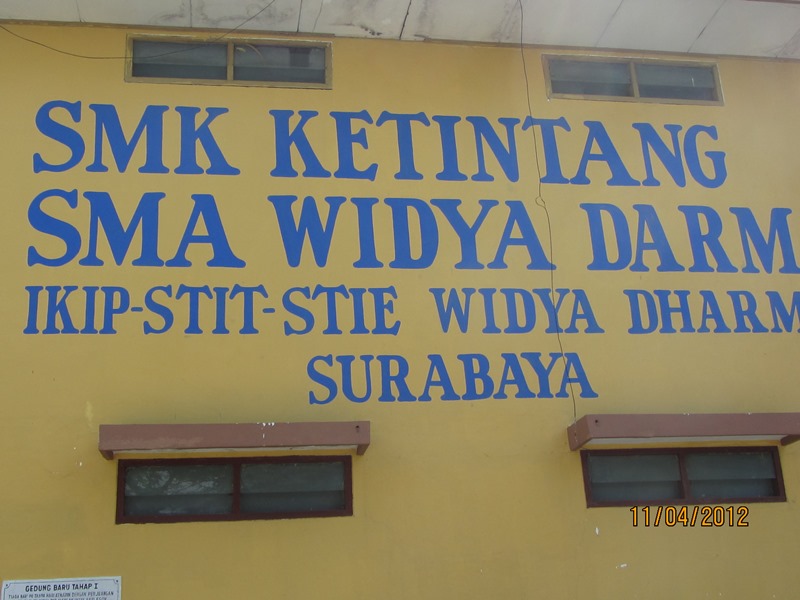 SMK KETINTANG
SMA WIDYA DARM
IKIP-STIT-STIE WIDYA DHARM
SURABAYA
11/04/2012
GEDUNG BARU TAHAP I